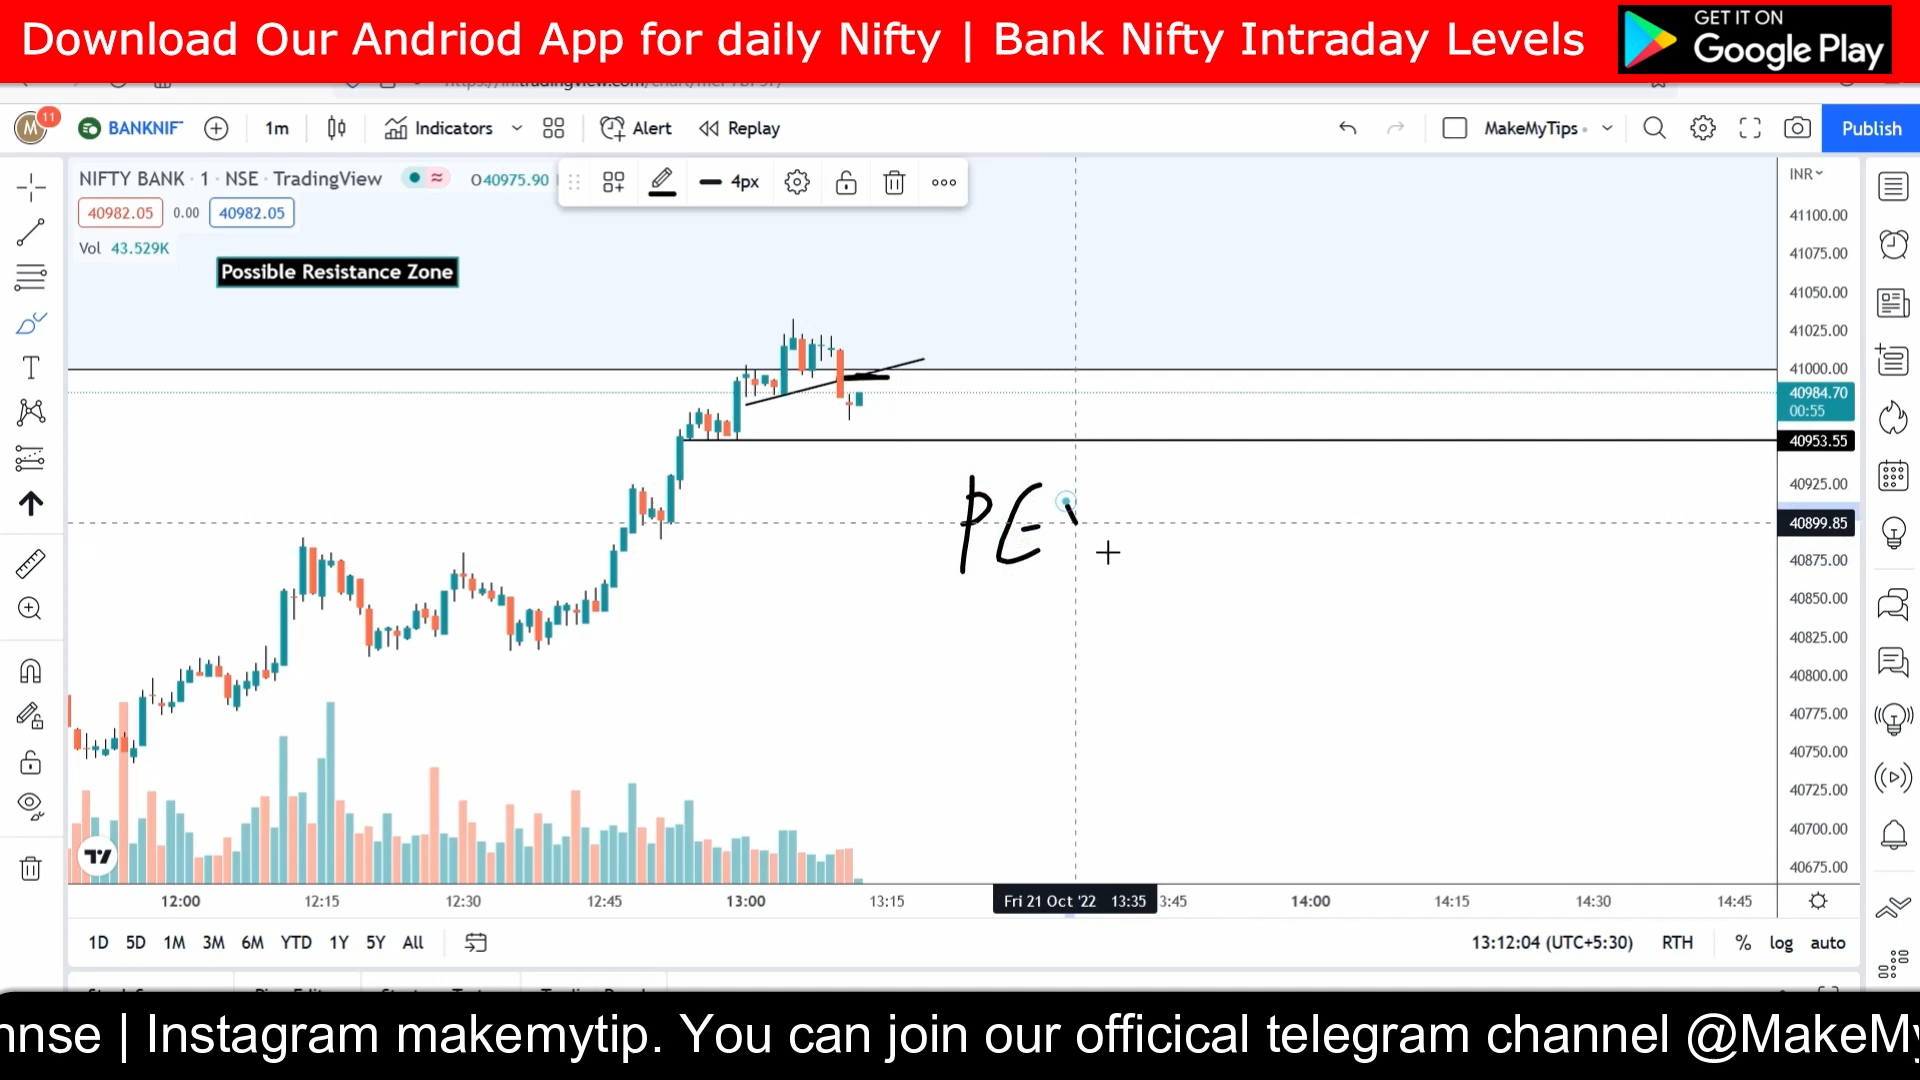 Download Our Andriod App for daily Nifty | Bank Nifty Intraday Levels
GET IT ON
Google Play
M 11 BANKNIF 1m Indicators Alert Replay MakeMyTips Publish
NIFTY BANK · 1 · NSE · TradingView O40975.90 4px INR
40982.05 0.00 40982.05
Vol 43.529K
Possible Resistance Zone
41100.00
41075.00
41050.00
41025.00
41000.00
40984.70
00:55
40953.55
40925.00
PE
40899.85
40875.00
40850.00
40825.00
40800.00
40775.00
40750.00
40725.00
40700.00
40675.00
12:00 12:15 12:30 12:45 13:00 13:15 Fri 21 Oct '22 13:35 3:45 14:00 14:15 14:30 14:45
1D 5D 1M 3M 6M YTD 1Y 5Y All 13:12:04 (UTC+5:30) RTH % log auto
nnse | Instagram makemytip. You can join our officical telegram channel @MakeMy